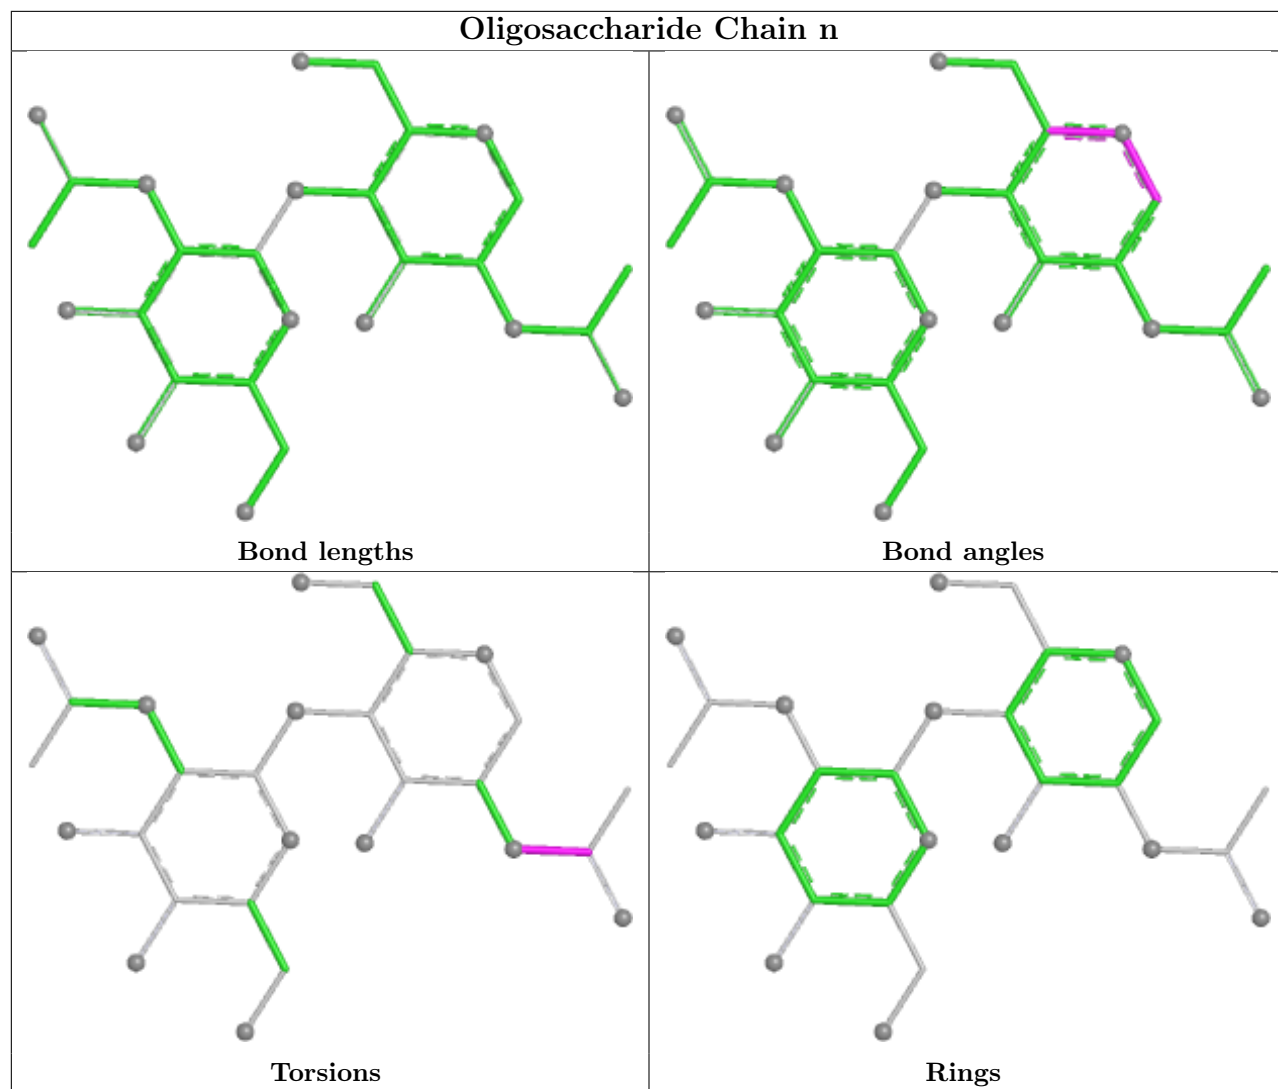 Oligosaccharide Chain n
Bond lengths
Bond angles
Torsions
Rings